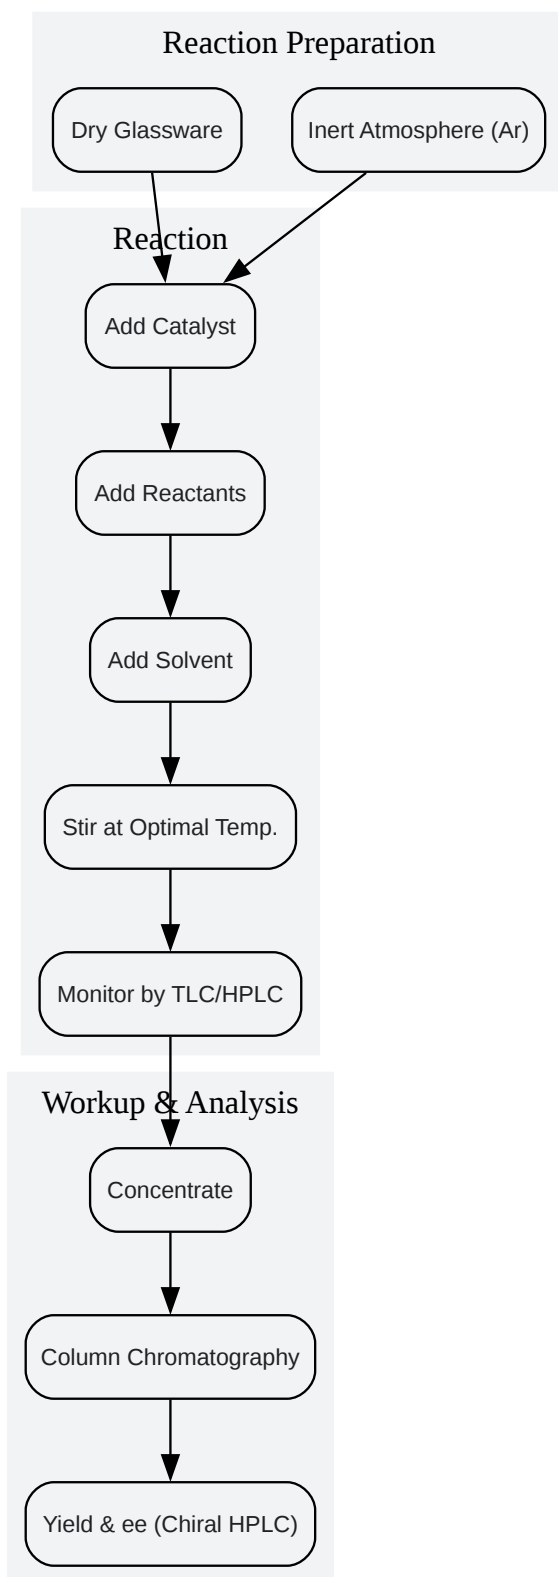 Reaction Preparation
Dry Glassware
Inert Atmosphere (Ar)
Reaction
Add Catalyst
Add Reactants
Add Solvent
Stir at Optimal Temp.
Monitor by TLC/HPLC
Workup & Analysis
Concentrate
Column Chromatography
Yield & ee (Chiral HPLC)